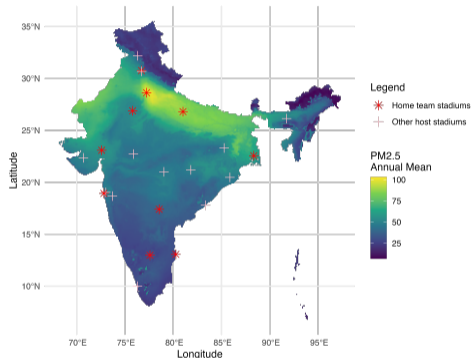 35°N
30°N
25°N
20°N
15°N
10°N
Latitude
70°E 75°E 80°E 85°E 90°E 95°E
Longitude
Legend
Home team stadiums
Other host stadiums
PM2.5
Annual Mean
100
75
50
25